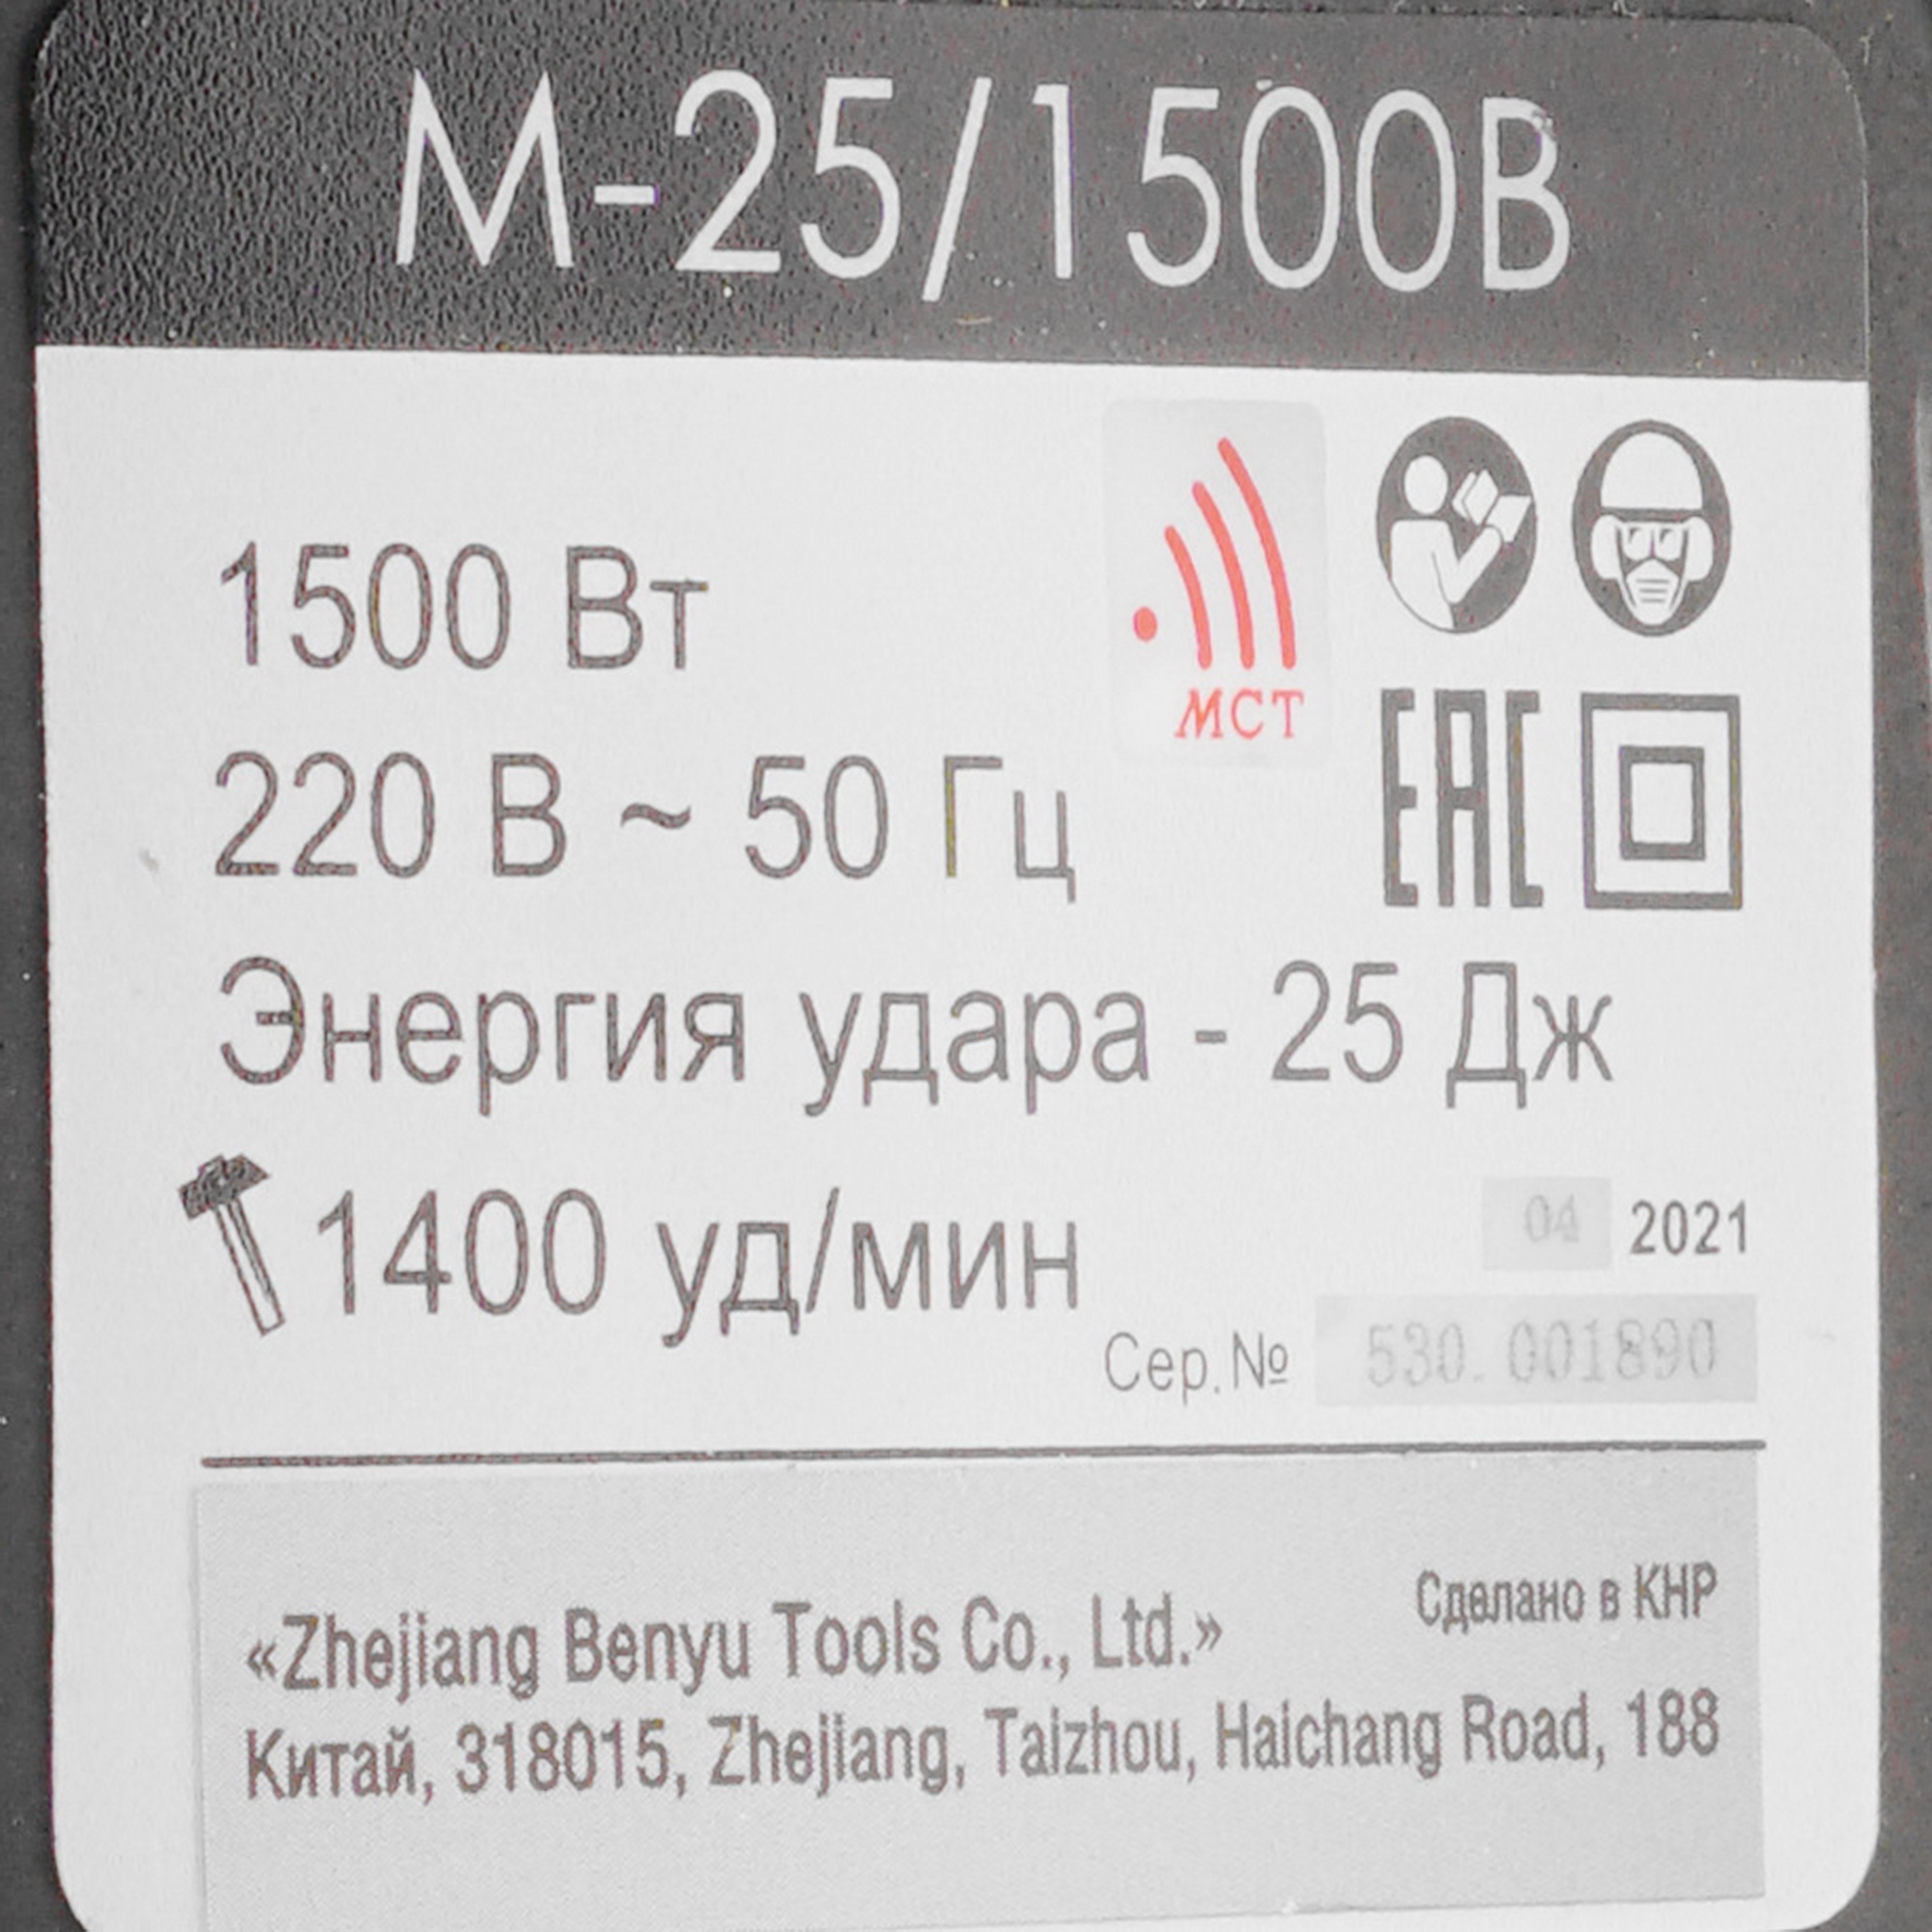 М-25/1500В
МСТ
1500 Вт
ЕАС
220 В ~ 50 Гц
Энергия удара - 25 Дж
1400 уд/мин
04 2021
Сер.№ 530.001890
Сделано в КНР
«Zhejiang Benyu Tools Co., Ltd.»
Китай, 318015, Zhejiang, Taizhou, Haichang Road, 188